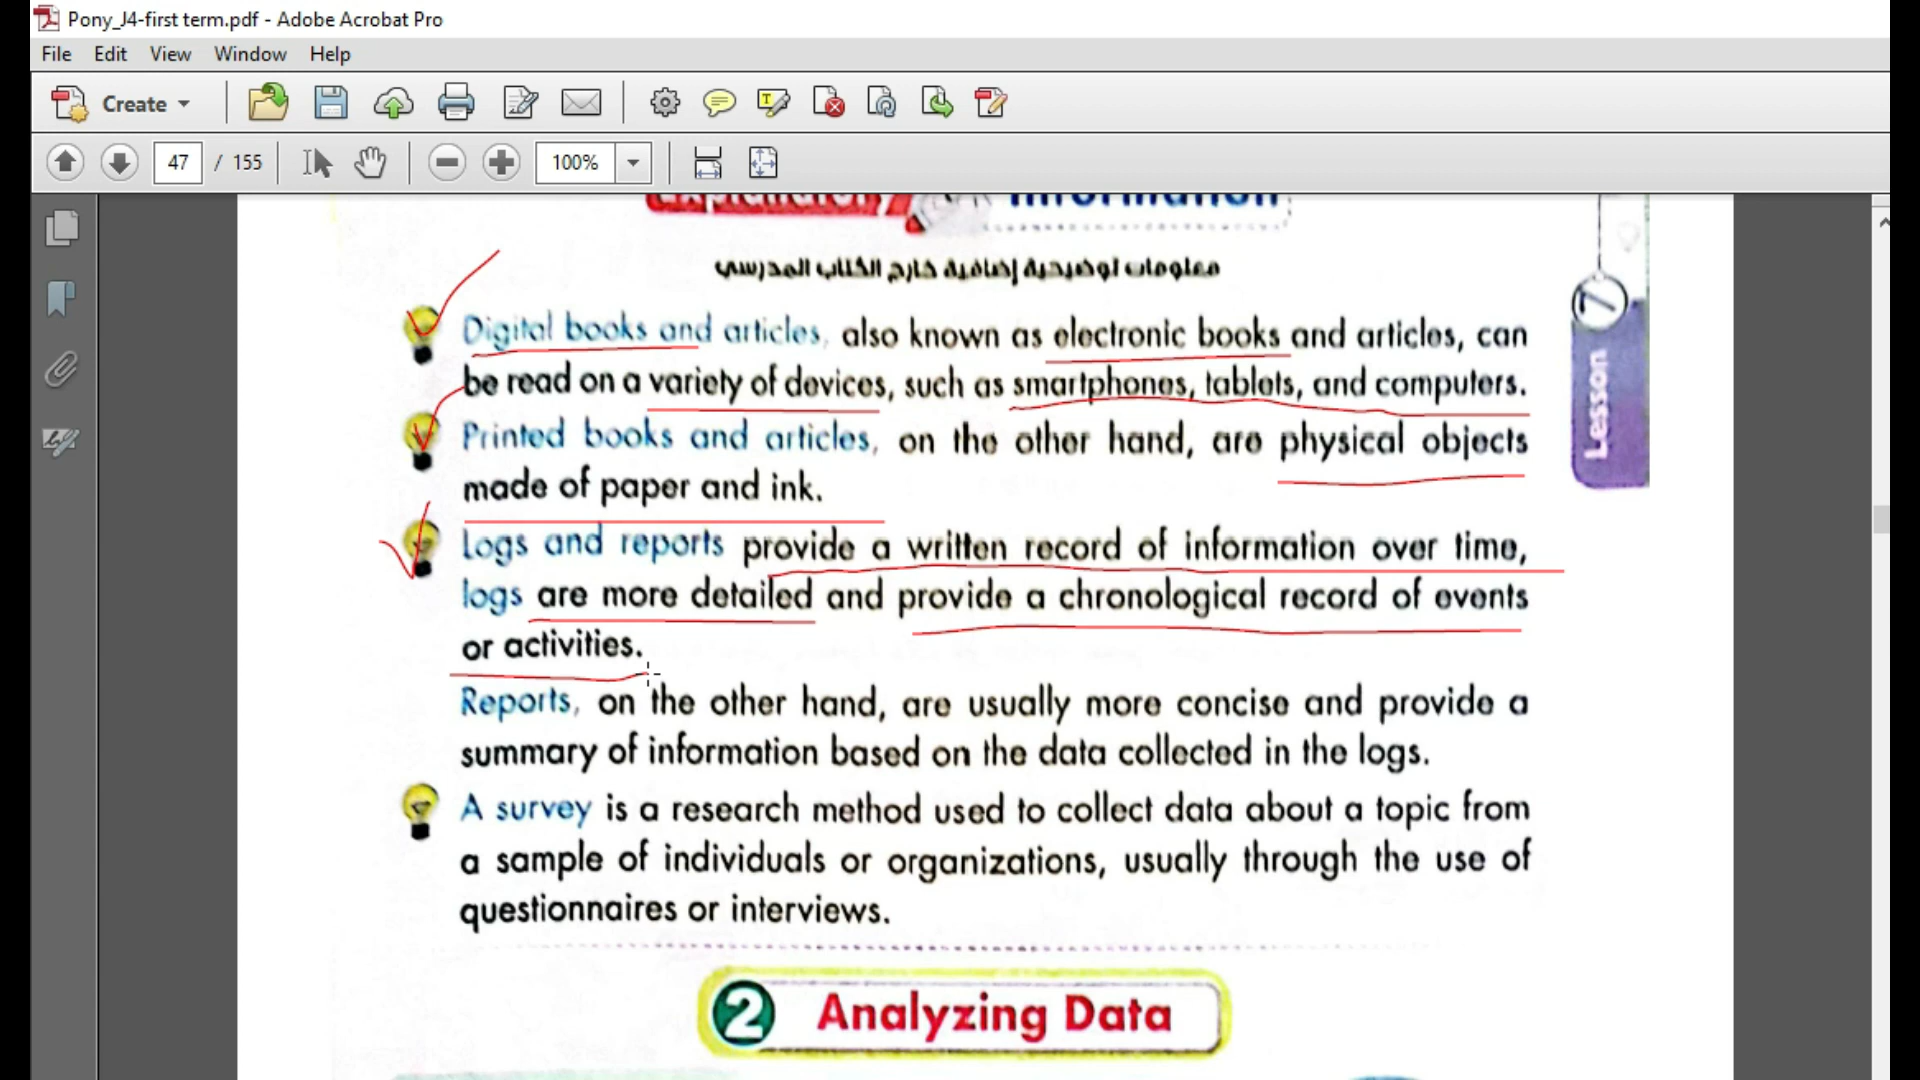 Pony_J4-first term.pdf - Adobe Acrobat Pro
File Edit View Window Help
Create
47 / 155 100%
Explanation Information
معلومات توضيحية إضافية خارج الكتاب المدرسي
Digital books and articles, also known as electronic books and articles, can
be read on a variety of devices, such as smartphones, tablets, and computers.
Printed books and articles, on the other hand, are physical objects
made of paper and ink.
Logs and reports provide a written record of information over time,
logs are more detailed and provide a chronological record of events
or activities.
Reports, on the other hand, are usually more concise and provide a
summary of information based on the data collected in the logs.
A survey is a research method used to collect data about a topic from
a sample of individuals or organizations, usually through the use of
questionnaires or interviews.
2 Analyzing Data
Lesson 7